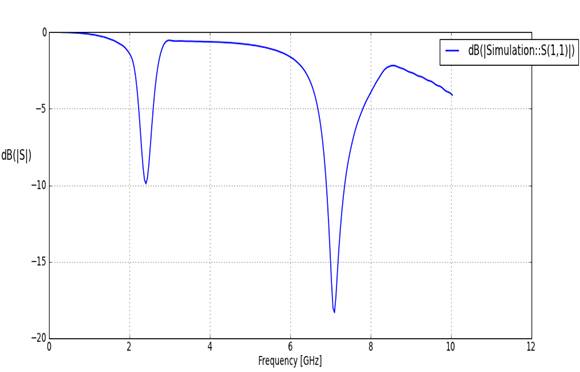 0
dB(|Simulation::S(1,1)|)
−5
dB(|S|)
−10
−15
−20
0 2 4 6 8 10 12
Frequency [GHz]